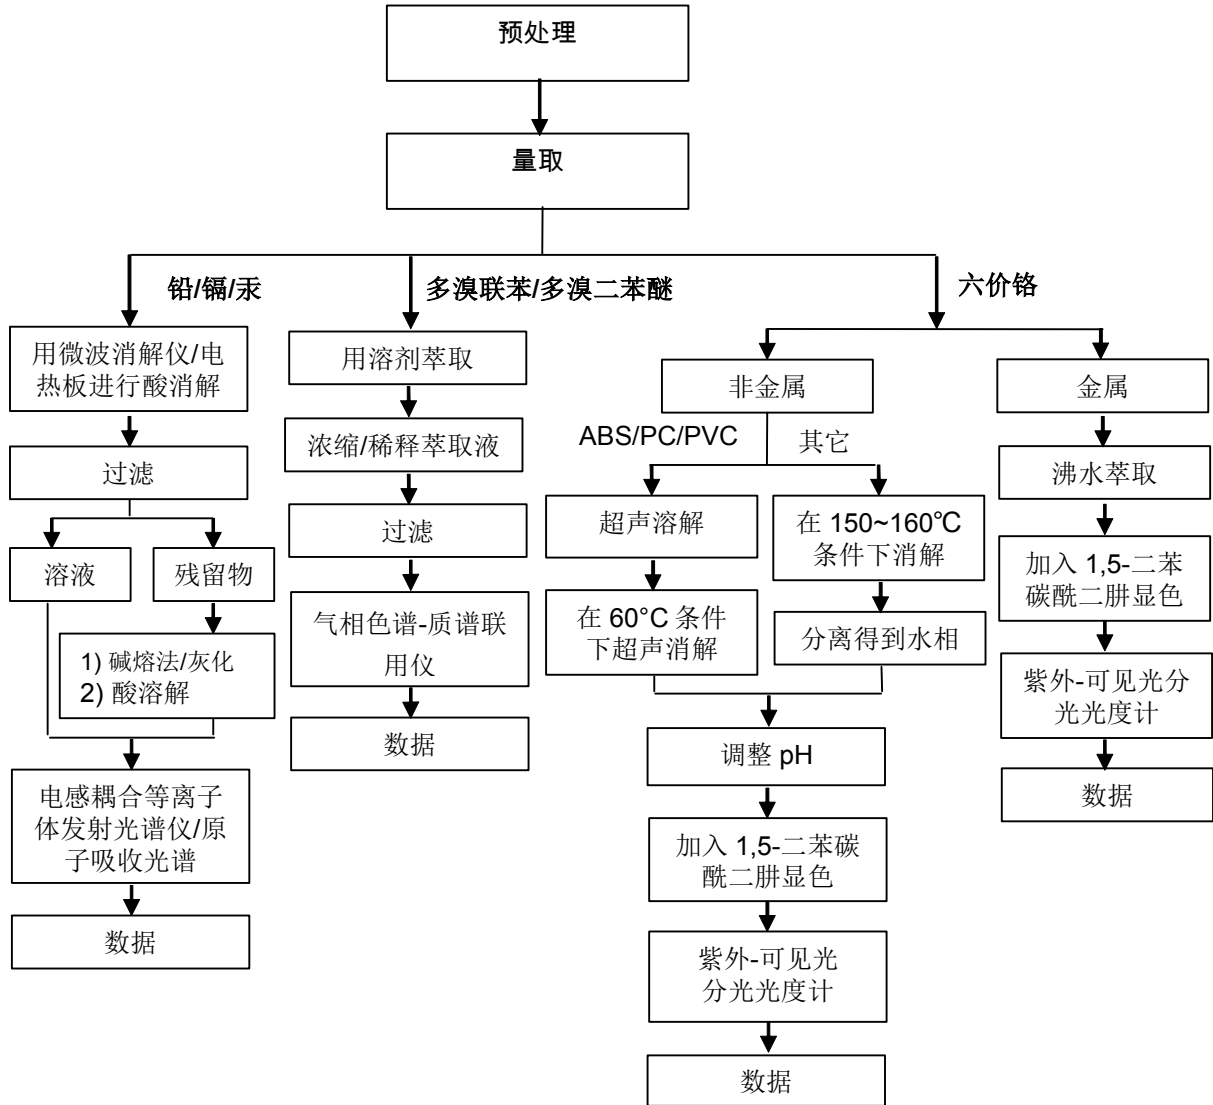 预处理
量取
铅/镉/汞
用微波消解仪/电
热板进行酸消解
过滤
溶液
残留物
1) 碱熔法/灰化
2) 酸溶解
电感耦合等离子
体发射光谱仪/原
子吸收光谱
数据
多溴联苯/多溴二苯醚
用溶剂萃取
浓缩/稀释萃取液
过滤
气相色谱-质谱联
用仪
数据
六价铬
非金属
ABS/PC/PVC
其它
超声溶解
在 60°C 条件
下超声消解
在 150~160℃
条件下消解
分离得到水相
调整 pH
加入 1,5-二苯碳
酰二肼显色
紫外-可见光
分光光度计
数据
金属
沸水萃取
加入 1,5-二苯
碳酰二肼显色
紫外-可见光分
光光度计
数据